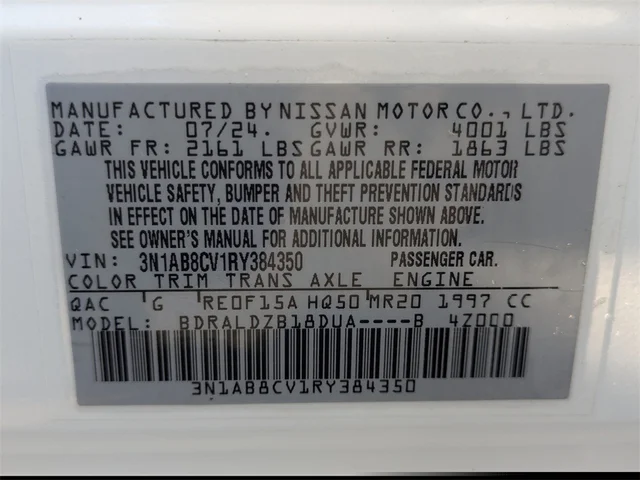 MANUFACTURED BY NISSAN MOTOR CO., LTD.
DATE: 07/24. GVWR: 4001 LBS
GAWR FR: 2161 LBS GAWR RR: 1863 LBS
THIS VEHICLE CONFORMS TO ALL APPLICABLE FEDERAL MOTOR
VEHICLE SAFETY, BUMPER AND THEFT PREVENTION STANDARDS
IN EFFECT ON THE DATE OF MANUFACTURE SHOWN ABOVE.
SEE OWNER'S MANUAL FOR ADDITIONAL INFORMATION.
VIN: 3N1AB8CV1RY384350 PASSENGER CAR.
COLOR TRIM TRANS AXLE ENGINE
QAC G RE0F15A HQ50 MR20 1997 CC
MODEL: BDRALDZB18DUA----B 4Z000
3N1AB8CV1RY384350